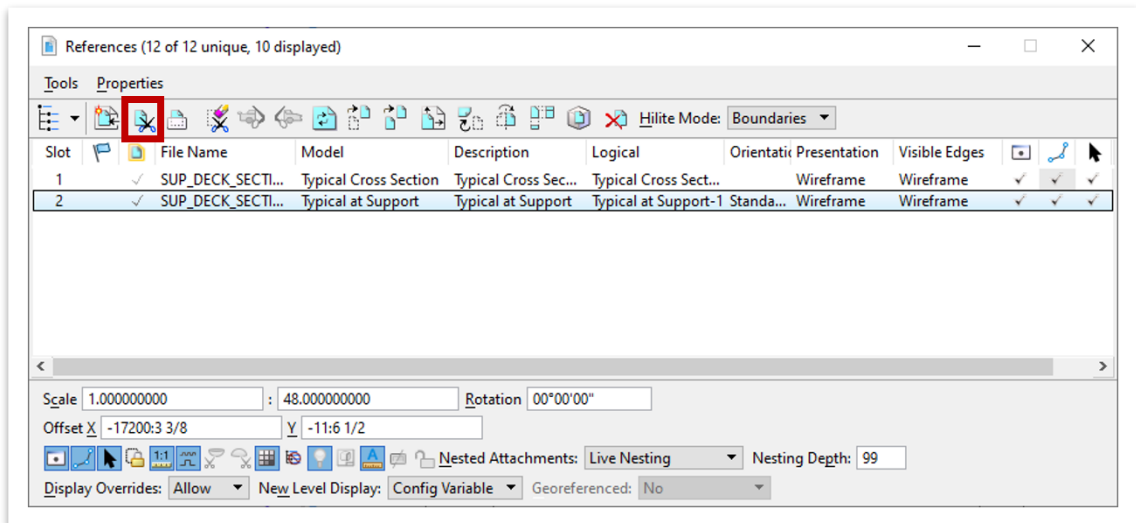 References (12 of 12 unique, 10 displayed)
Tools Properties
Hilite Mode: Boundaries
Slot File Name Model Description Logical Orientatic Presentation Visible Edges
1 ✓ SUP_DECK_SECTI... Typical Cross Section Typical Cross Sec... Typical Cross Sect... Wireframe Wireframe ✓ ✓ ✓
2 ✓ SUP_DECK_SECTI... Typical at Support Typical at Support Typical at Support-1 Standa... Wireframe Wireframe ✓ ✓ ✓
Scale 1.000000000 : 48.000000000 Rotation 00°00'00"
Offset X -17200:3 3/8 Y -11:6 1/2
1:1 A Nested Attachments: Live Nesting Nesting Depth: 99
Display Overrides: Allow New Level Display: Config Variable Georeferenced: No